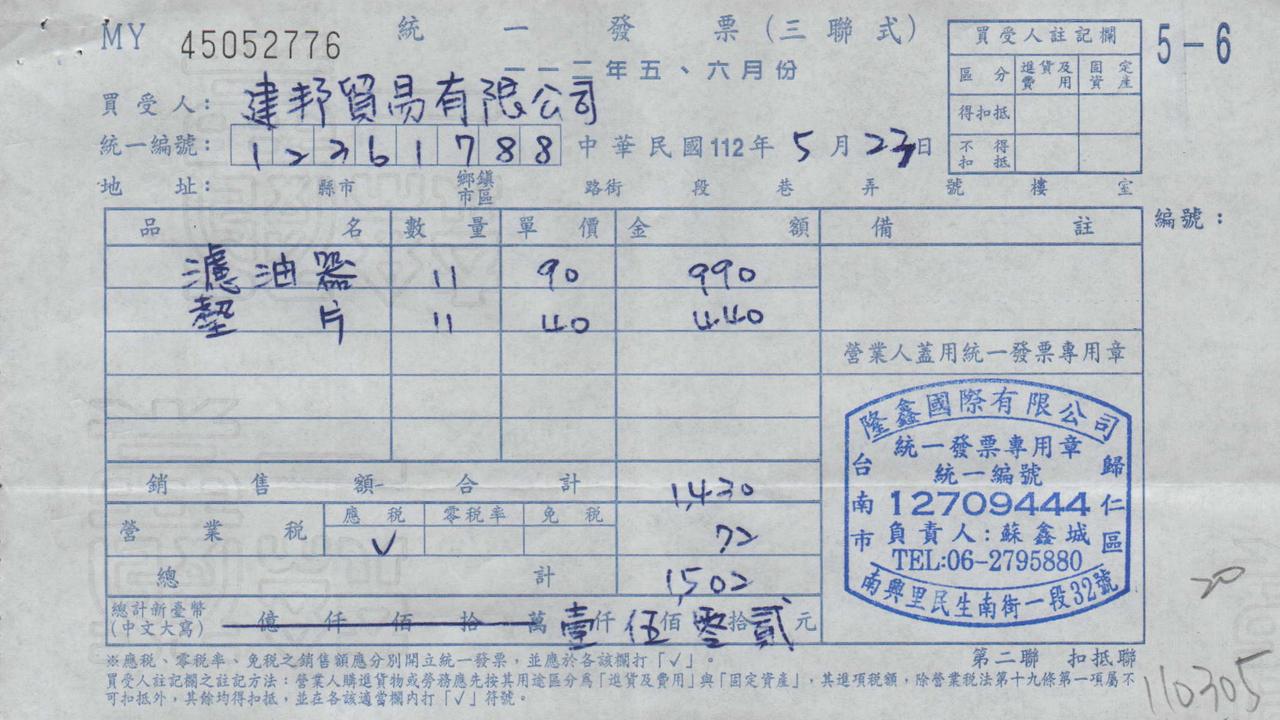 MY 45052776 統一發票(三聯式) 5-6
一一二年五、六月份
買受人: 建邦貿易有限公司
統一編號: 12361788 中華民國112年5月23日
地址: 縣市 鄉鎮市區 路街 段 巷 弄 號 樓 室
買受人註記欄
區分 進貨及費用 固定資產
得扣抵
不得扣抵
編號:
品名 數量 單價 金額 備註
濾油器 11 90 990
墊片 11 40 440
營業人蓋用統一發票專用章
銷售額合計 1,430
營業稅 應稅 零稅率 免稅 72
✓
總計 1,502
總計新臺幣(中文大寫) 億仟佰拾萬壹仟伍佰零拾貳元
隆鑫國際有限公司
統一發票專用章
統一編號
12709444
負責人:蘇鑫城
TEL:06-2795880
台南市歸仁區
南興里民生南街一段32號
20
※應稅、零稅率、免稅之銷售額應分別開立統一發票,並應於各該欄打「✓」。
第二聯 扣抵聯
買受人註記欄之註記方法:營業人購進貨物或勞務應先按其用途區分為「進貨及費用」與「固定資產」,其進項稅額,除營業稅法第十九條第一項屬不
可扣抵外,其餘均得扣抵,並在各該適當欄內打「✓」符號。
110305